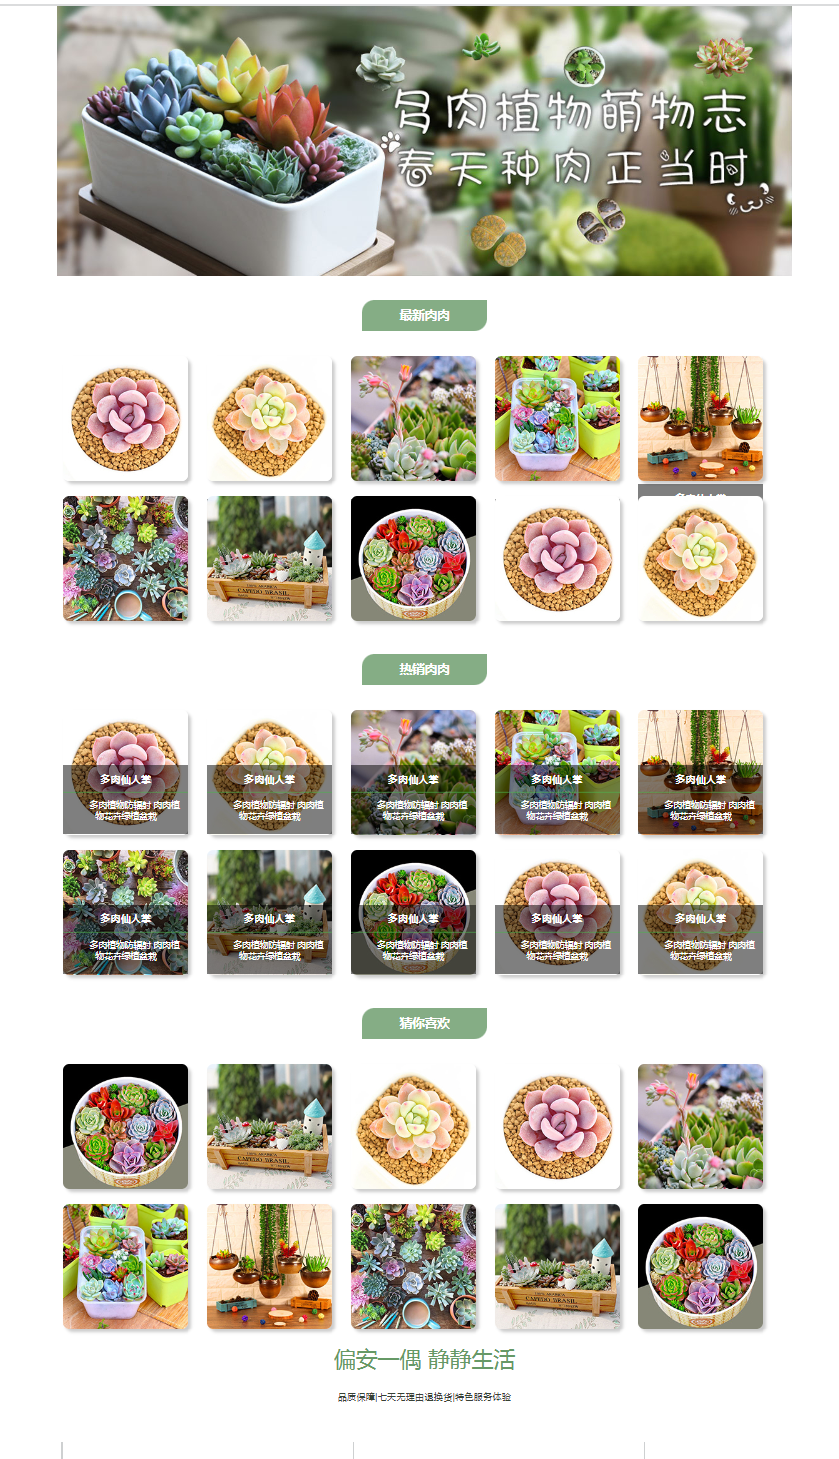 多肉植物萌物志
春天种肉正当时
最新肉肉
多肉仙人掌
热销肉肉
多肉仙人掌
多肉植物防辐射 肉肉植
物花卉绿植盆栽
多肉仙人掌
多肉植物防辐射 肉肉植
物花卉绿植盆栽
多肉仙人掌
多肉植物防辐射 肉肉植
物花卉绿植盆栽
多肉仙人掌
多肉植物防辐射 肉肉植
物花卉绿植盆栽
多肉仙人掌
多肉植物防辐射 肉肉植
物花卉绿植盆栽
多肉仙人掌
多肉植物防辐射 肉肉植
物花卉绿植盆栽
多肉仙人掌
多肉植物防辐射 肉肉植
物花卉绿植盆栽
多肉仙人掌
多肉植物防辐射 肉肉植
物花卉绿植盆栽
多肉仙人掌
多肉植物防辐射 肉肉植
物花卉绿植盆栽
多肉仙人掌
多肉植物防辐射 肉肉植
物花卉绿植盆栽
猜你喜欢
偏安一偶 静静生活
品质保障|七天无理由退换货|特色服务体验